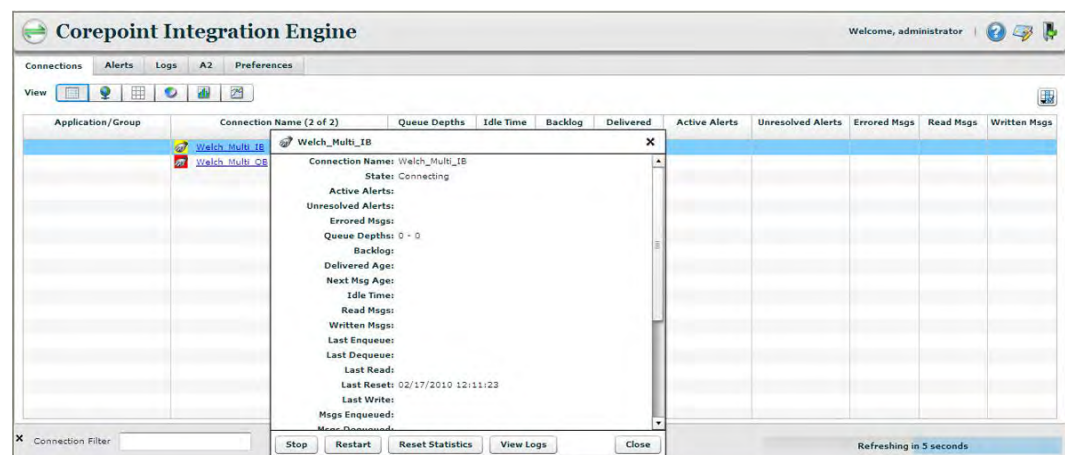 Corepoint Integration Engine
Welcome, administrator
Connections Alerts Logs A2 Preferences
View
Application/Group Connection Name (2 of 2) Queue Depths Idle Time Backlog Delivered Active Alerts Unresolved Alerts Errored Msgs Read Msgs Written Msgs
Welch_Multi_IB
Welch_Multi_OB
Welch_Multi_IB
Connection Name: Welch_Multi_IB
State: Connecting
Active Alerts:
Unresolved Alerts:
Errored Msgs:
Queue Depths: 0 - 0
Backlog:
Delivered Age:
Next Msg Age:
Idle Time:
Read Msgs:
Written Msgs:
Last Enqueue:
Last Dequeue:
Last Read:
Last Reset: 02/17/2010 12:11:23
Last Write:
Msgs Enqueued:
Msgs Dequeued:
Stop Restart Reset Statistics View Logs Close
Connection Filter
Refreshing in 5 seconds